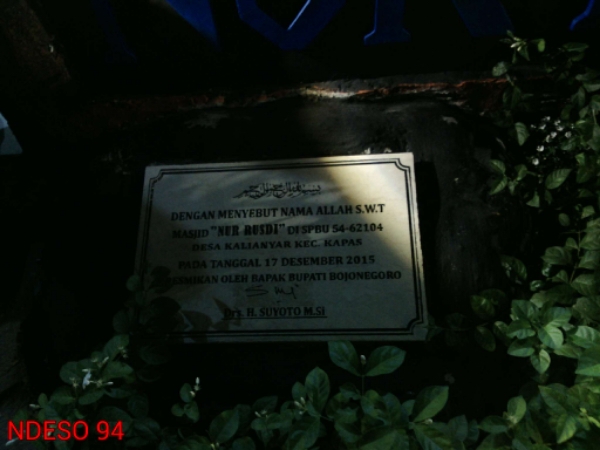 DENGAN MENYEBUT NAMA ALLAH S.W.T
MASJID "NUR RUSDI" DI SPBU 54-62104
DESA KALIANYAR KEC. KAPAS
PADA TANGGAL 17 DESEMBER 2015
DIRESMIKAN OLEH BAPAK BUPATI BOJONEGORO
Drs. H. SUYOTO M.Si
NDESO 94